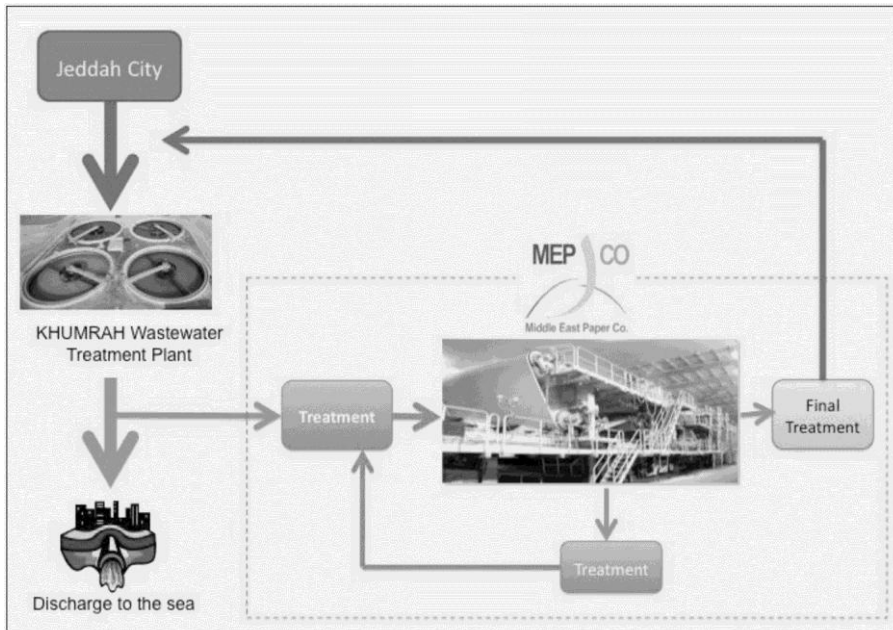 Jeddah City
MEP CO
Middle East Paper Co.
KHUMRAH Wastewater
Treatment Plant
Treatment
Final
Treatment
Treatment
Discharge to the sea